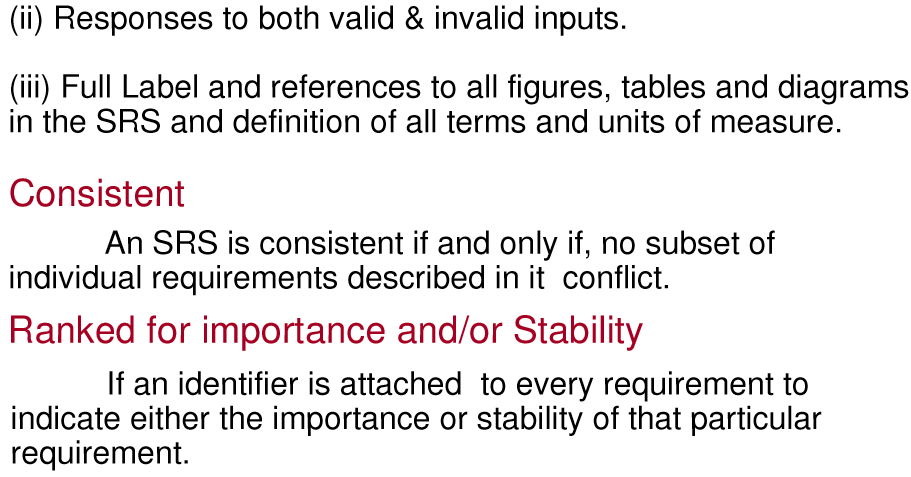 (ii) Responses to both valid & invalid inputs.
(iii) Full Label and references to all figures, tables and diagrams
in the SRS and definition of all terms and units of measure.
Consistent
An SRS is consistent if and only if, no subset of
individual requirements described in it  conflict.
Ranked for importance and/or Stability
If an identifier is attached  to every requirement to
indicate either the importance or stability of that particular
requirement.